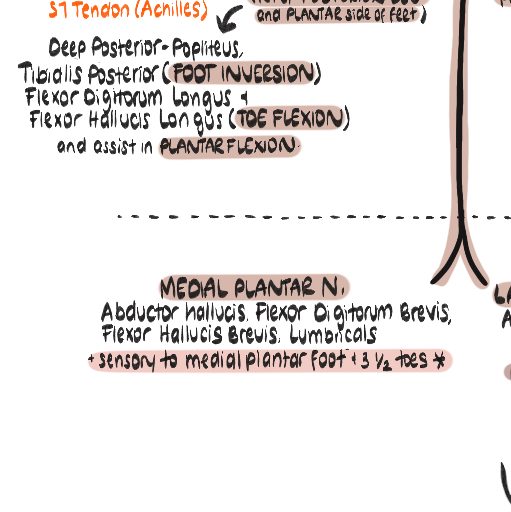 S1 Tendon (Achilles)
and PLANTAR side of feet)
Deep Posterior - Popliteus,
Tibialis Posterior (FOOT INVERSION)
Flexor Digitorum Longus &
Flexor Hallucis Longus (TOE FLEXION)
and assist in PLANTARFLEXION.
MEDIAL PLANTAR N.
Abductor hallucis, Flexor Digitorum Brevis,
Flexor Hallucis Brevis, Lumbricals
+ sensory to medial plantar foot + 3 1/2 toes *